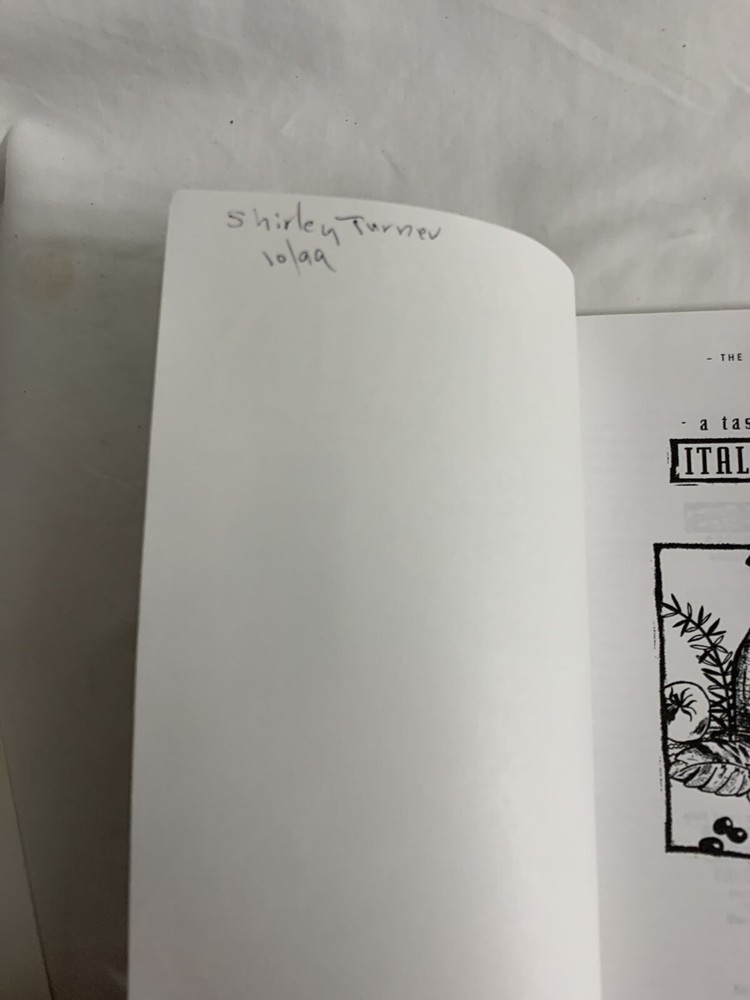 Shirley Turner
10/99
- THE
- a tas
ITAL